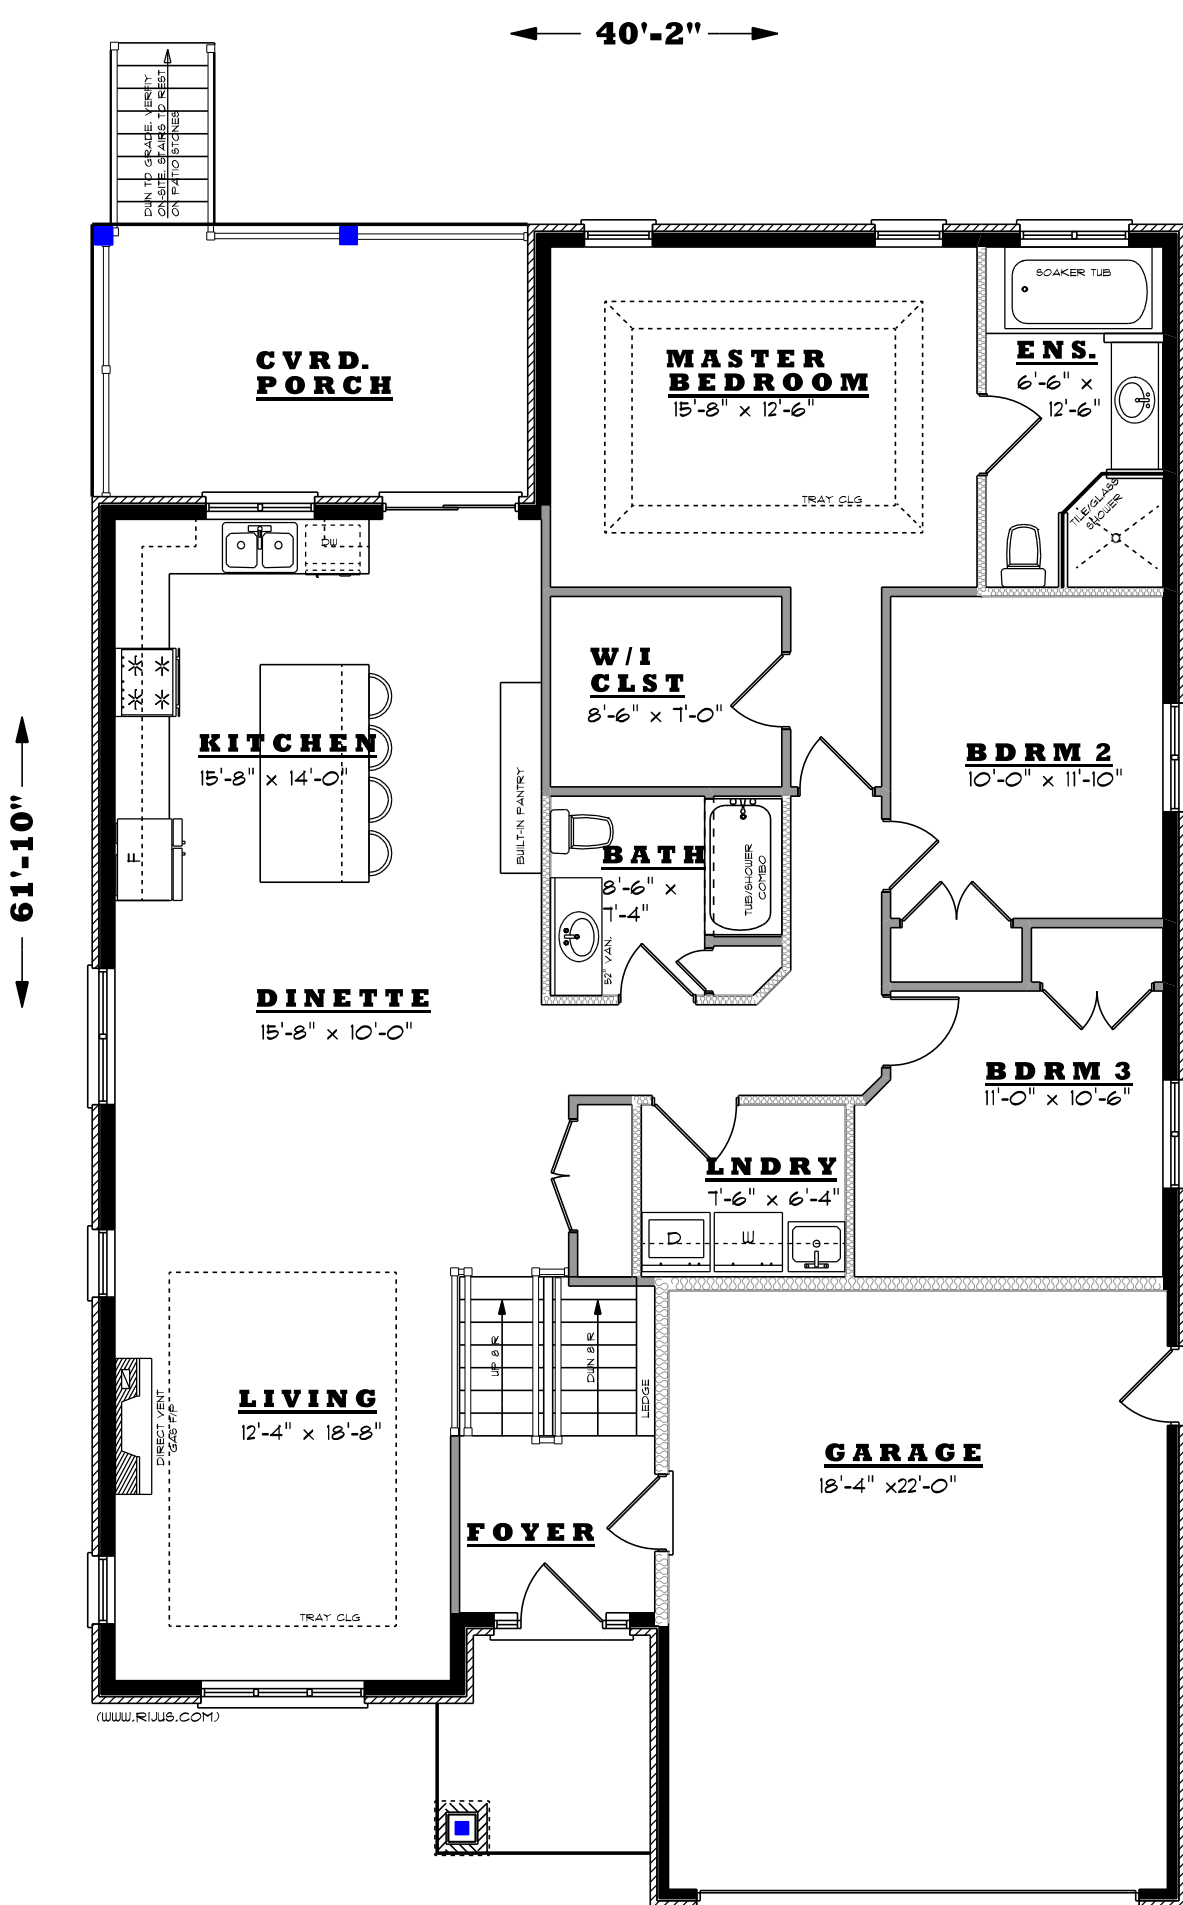 40'-2"
DWN TO GRADE, VERFIY
ON-SITE, STAIRS TO REST
ON PATIO STONES
CVRD.
PORCH
MASTER
BEDROOM
15'-8" x 12'-6"
TRAY CLG
SOAKER TUB
ENS.
6'-6" x
12'-6"
TILE/GLASS
SHOWER
DW
W/I
CLST
8'-6" x 7'-0"
KITCHEN
15'-8" x 14'-0"
F
BUILT-IN PANTRY
BDRM 2
10'-0" x 11'-10"
61'-10"
BATH
8'-6" x
7'-4"
TUB/SHOWER
COMBO
52" VAN.
DINETTE
15'-8" x 10'-0"
BDRM 3
11'-0" x 10'-6"
LNDRY
7'-6" x 6'-4"
D
W
UP 8 R
DWN 8 R
LEDGE
LIVING
12'-4" x 18'-8"
DIRECT VENT
GAS F/P
TRAY CLG
GARAGE
18'-4" x22'-0"
FOYER
(WWW.RIJUS.COM)